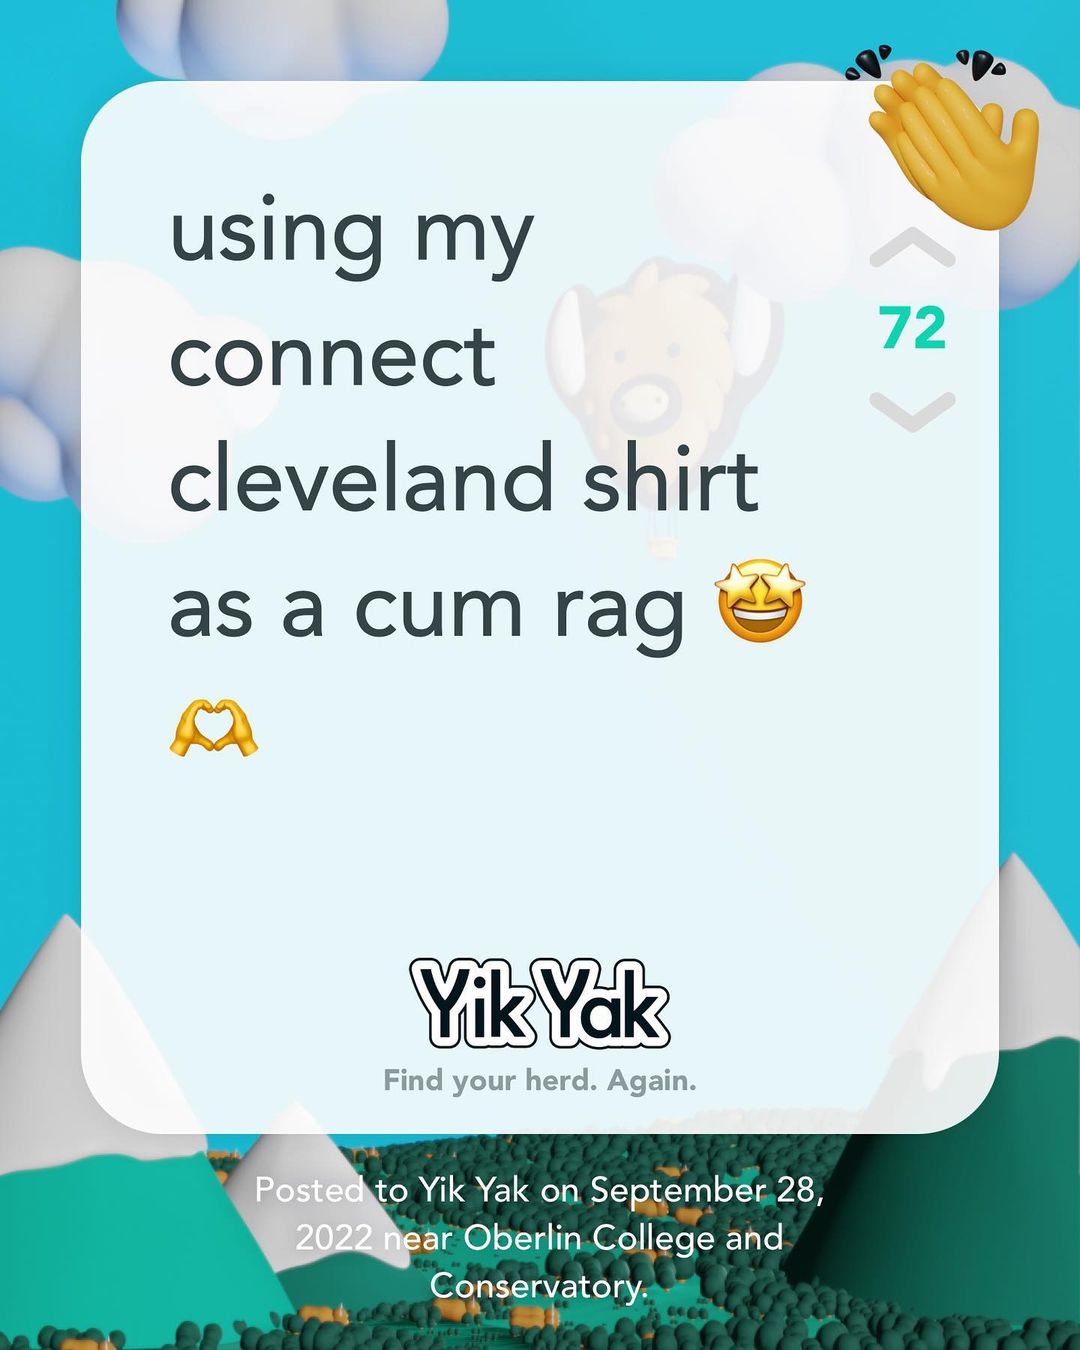 using my
connect
cleveland shirt
as a cum rag 🤩
🫶
72
Yik Yak
Find your herd. Again.
Posted to Yik Yak on September 28,
2022 near Oberlin College and
Conservatory.